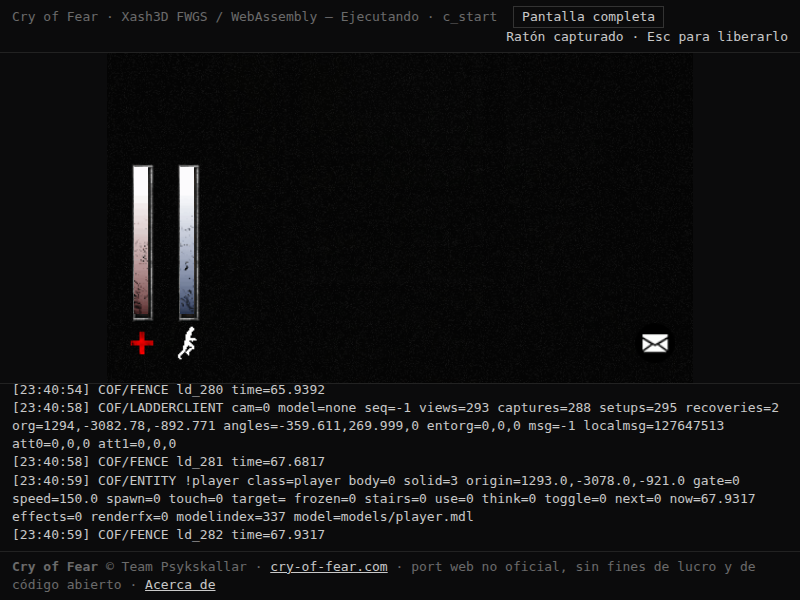 Cry of Fear · Xash3D FWGS / WebAssembly — Ejecutando · c_start
Pantalla completa
Ratón capturado · Esc para liberarlo
[23:40:54] COF/FENCE ld_280 time=65.9392
[23:40:58] COF/LADDERCLIENT cam=0 model=none seq=-1 views=293 captures=288 setups=295 recoveries=2
org=1294,-3082.78,-892.771 angles=-359.611,269.999,0 entorg=0,0,0 msg=-1 localmsg=127647513
att0=0,0,0 att1=0,0,0
[23:40:58] COF/FENCE ld_281 time=67.6817
[23:40:59] COF/ENTITY !player class=player body=0 solid=3 origin=1293.0,-3078.0,-921.0 gate=0
speed=150.0 spawn=0 touch=0 target= frozen=0 stairs=0 use=0 think=0 toggle=0 next=0 now=67.9317
effects=0 renderfx=0 modelindex=337 model=models/player.mdl
[23:40:59] COF/FENCE ld_282 time=67.9317
Cry of Fear © Team Psykskallar · cry-of-fear.com · port web no oficial, sin fines de lucro y de
código abierto · Acerca de